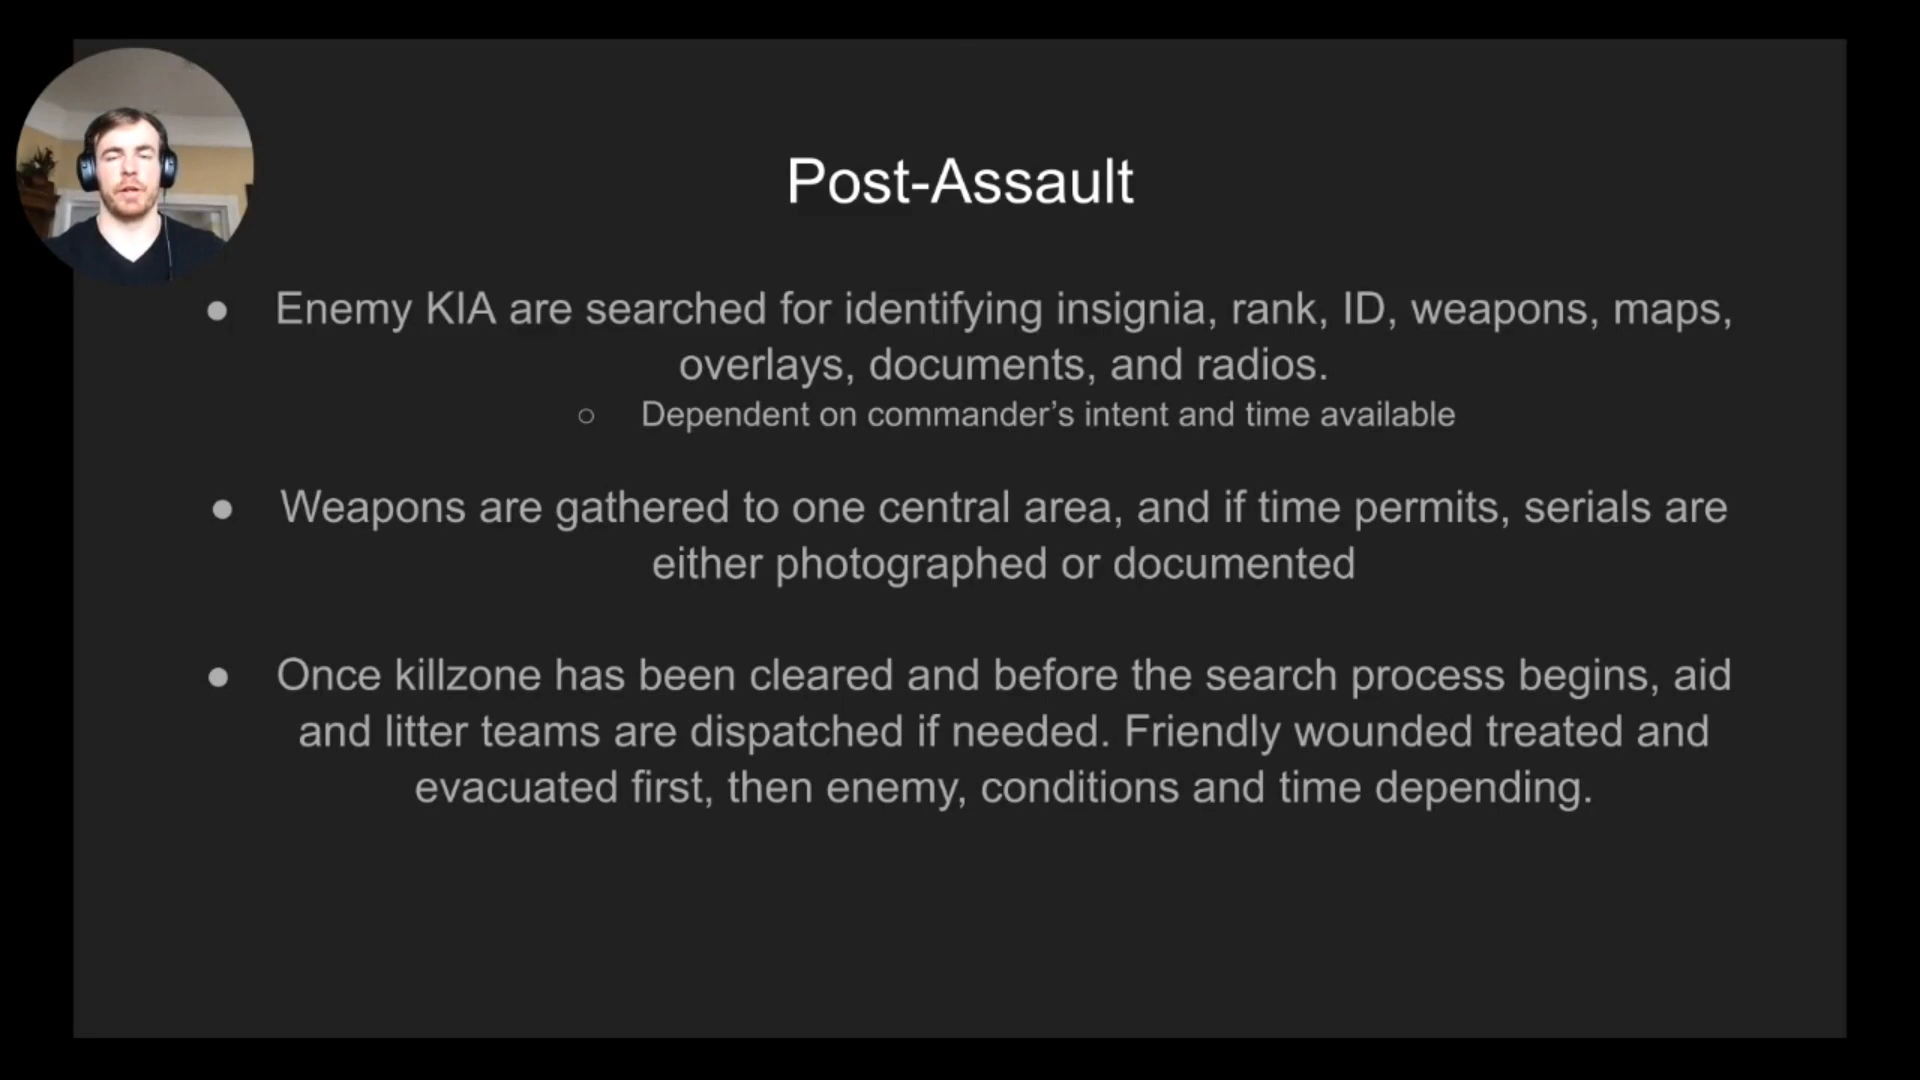 Post-Assault
● Enemy KIA are searched for identifying insignia, rank, ID, weapons, maps,
overlays, documents, and radios.
○ Dependent on commander’s intent and time available
● Weapons are gathered to one central area, and if time permits, serials are
either photographed or documented
● Once killzone has been cleared and before the search process begins, aid
and litter teams are dispatched if needed. Friendly wounded treated and
evacuated first, then enemy, conditions and time depending.